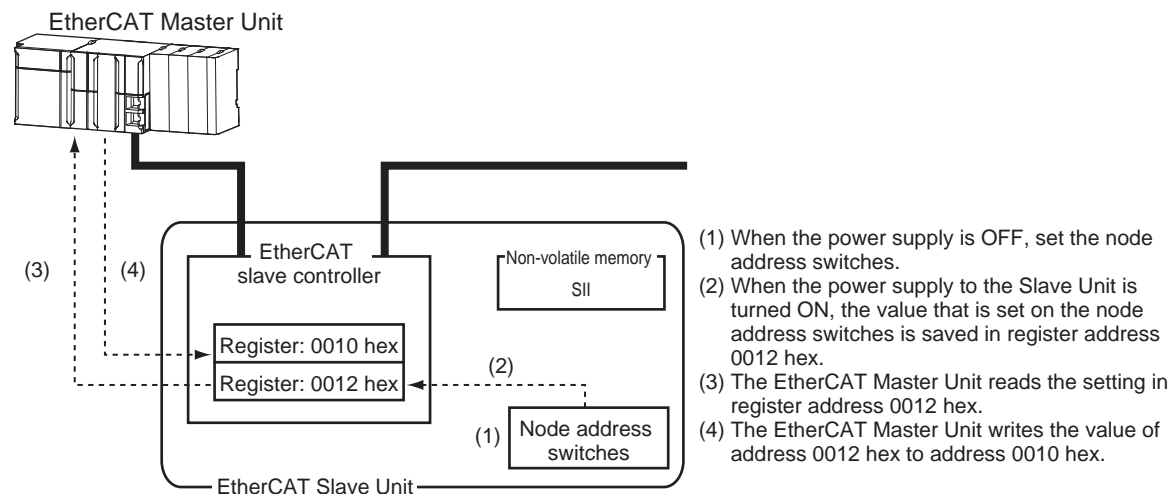 EtherCAT Master Unit
(3)
(4)
EtherCAT
slave controller
Non-volatile memory
SII
Register: 0010 hex
Register: 0012 hex
(2)
(1)
Node address
switches
EtherCAT Slave Unit
(1) When the power supply is OFF, set the node
address switches.
(2) When the power supply to the Slave Unit is
turned ON, the value that is set on the node
address switches is saved in register address
0012 hex.
(3) The EtherCAT Master Unit reads the setting in
register address 0012 hex.
(4) The EtherCAT Master Unit writes the value of
address 0012 hex to address 0010 hex.